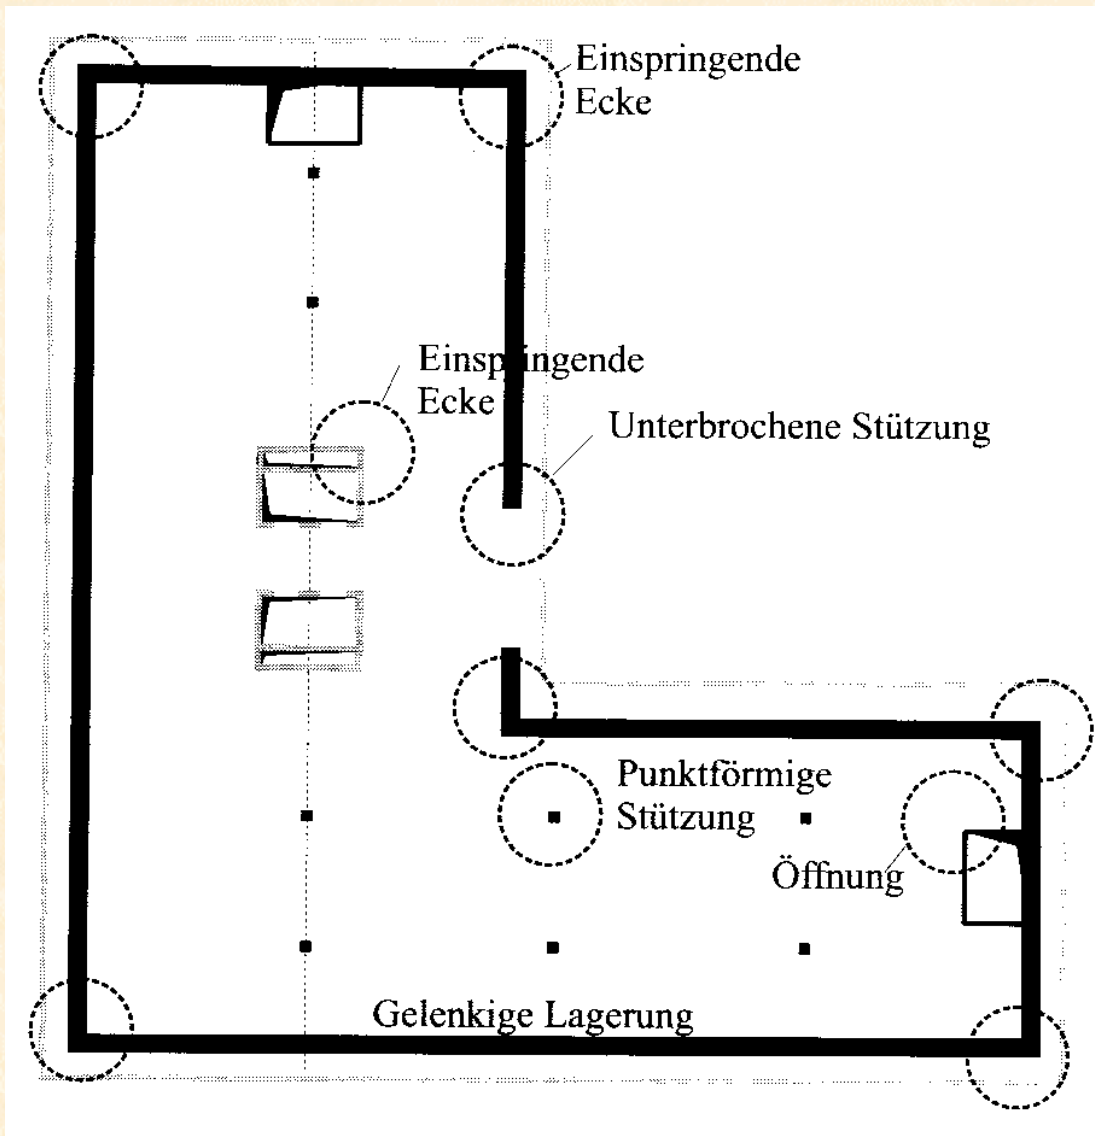 Einspringende
Ecke
Einspringende
Ecke
Unterbrochene Stützung
Punktförmige
Stützung
Öffnung
Gelenkige Lagerung